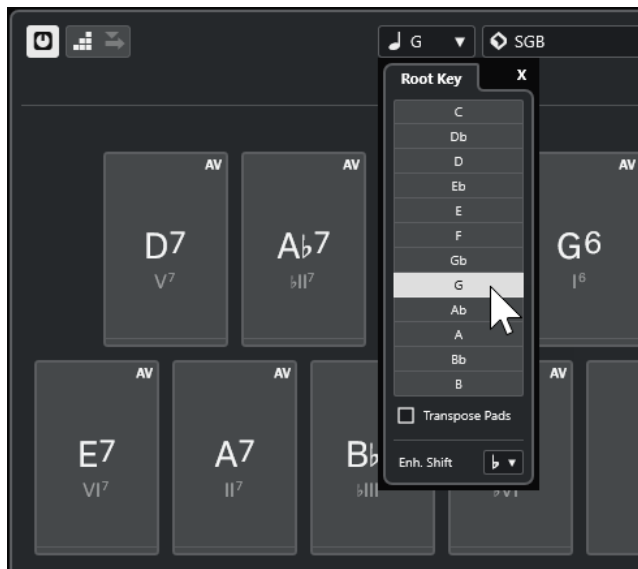 G
SGB
Root Key
X
C
Db
D
Eb
E
F
Gb
G
Ab
A
Bb
B
Transpose Pads
Enh. Shift ♭
AV
D7
V7
AV
A♭7
♭II7
AV
G6
I6
AV
E7
VI7
AV
A7
II7
B♭
♭III
AV
♭VI